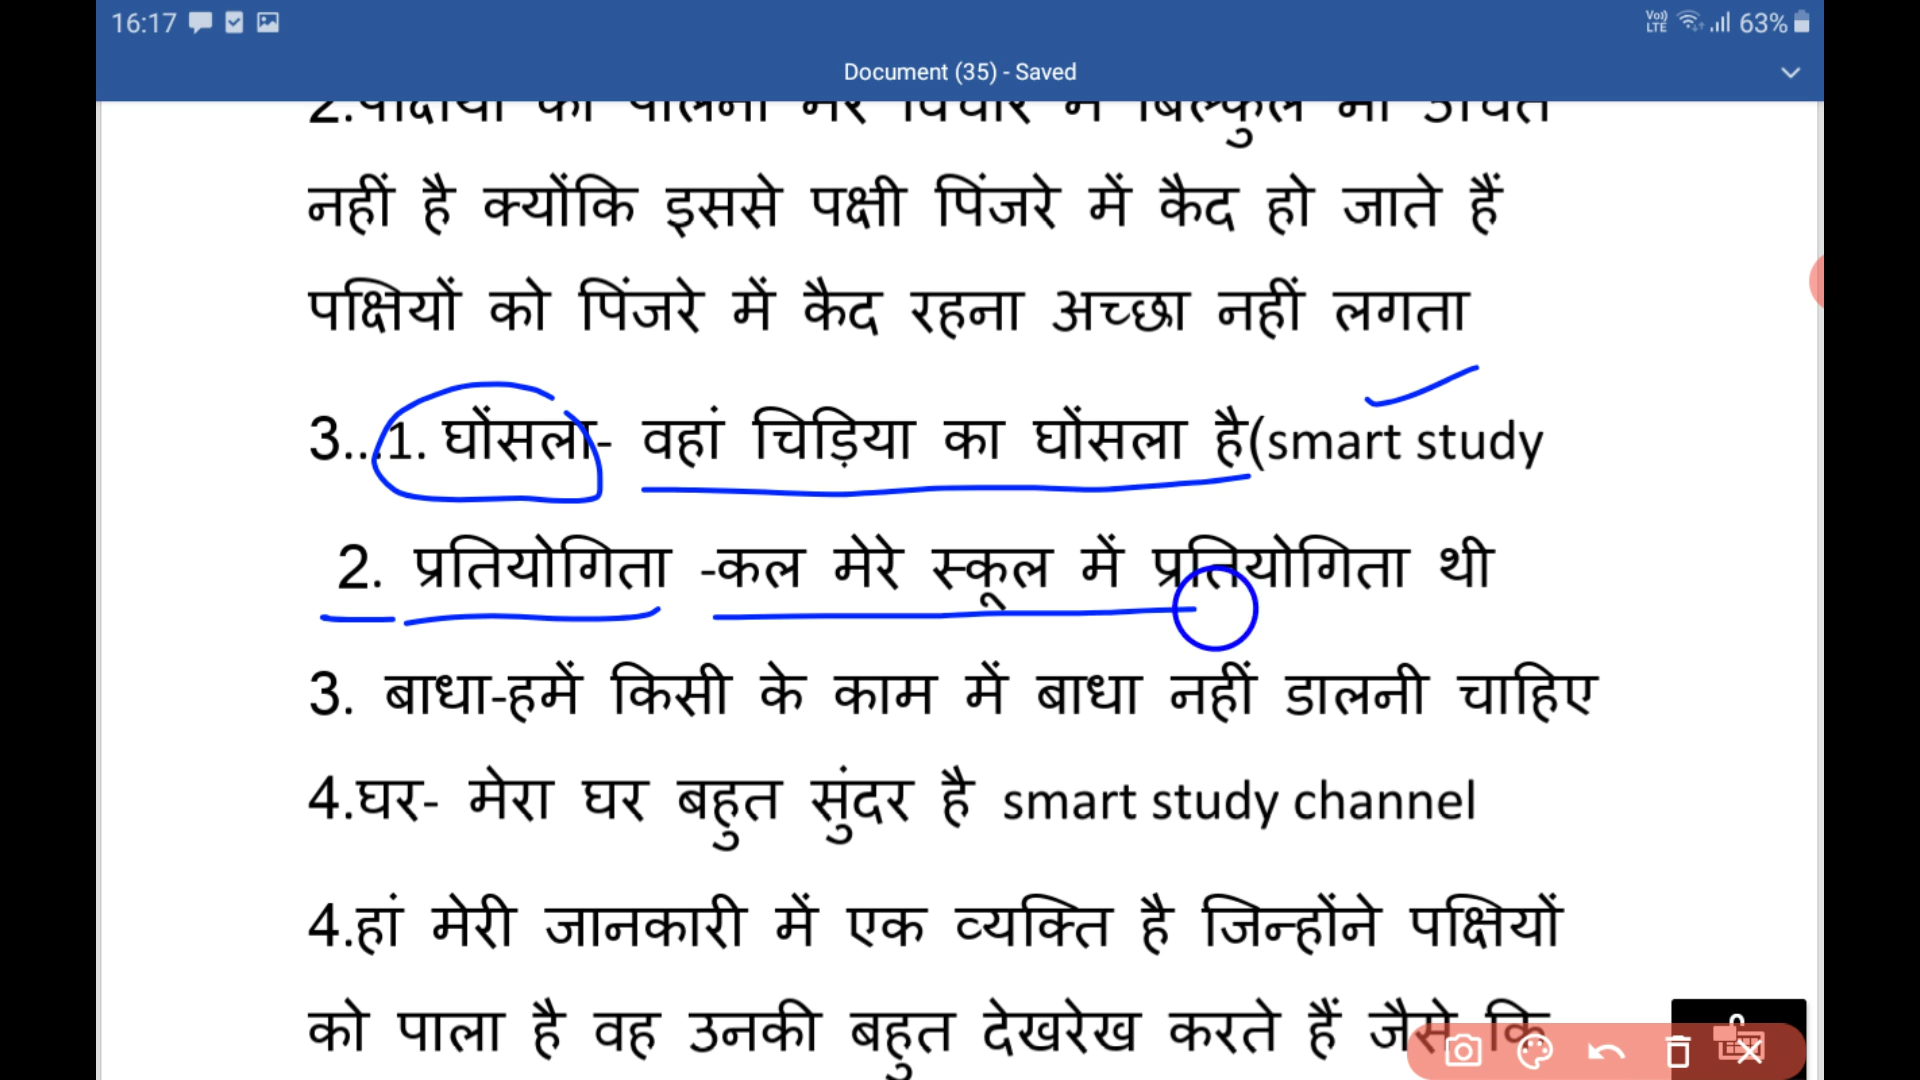 16:17 63%
Document (35) - Saved
नहीं है क्योंकि इससे पक्षी पिंजरे में कैद हो जाते हैं
पक्षियों को पिंजरे में कैद रहना अच्छा नहीं लगता
3...1. घोंसला- वहां चिड़िया का घोंसला है(smart study
2. प्रतियोगिता -कल मेरे स्कूल में प्रतियोगिता थी
3. बाधा-हमें किसी के काम में बाधा नहीं डालनी चाहिए
4.घर- मेरा घर बहुत सुंदर है smart study channel
4.हां मेरी जानकारी में एक व्यक्ति है जिन्होंने पक्षियों
को पाला है वह उनकी बहुत देखरेख करते हैं जैसे कि